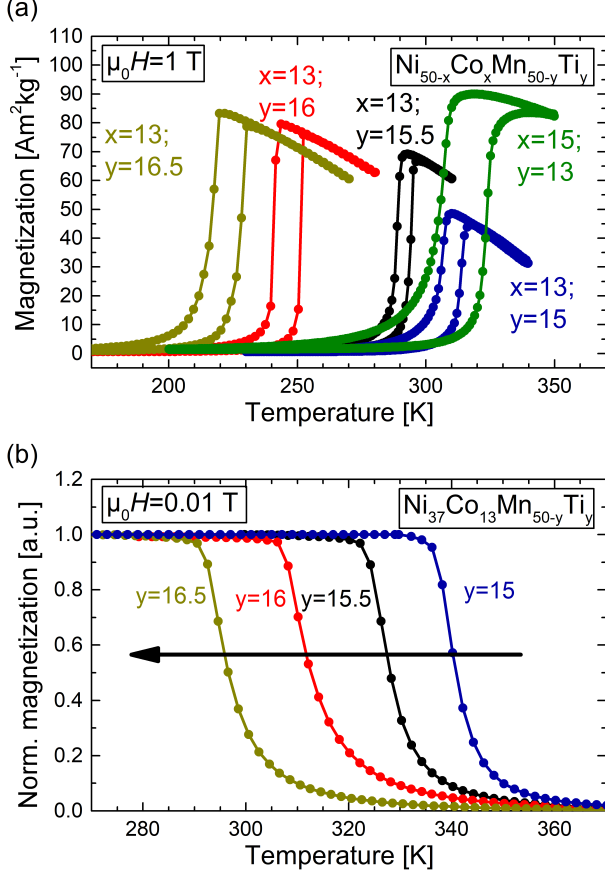 (a)
μ₀H=1 T
Ni₅₀₋ₓCoₓMn₅₀₋yTiy
x=13;
y=16.5
x=13;
y=16
x=13;
y=15.5
x=15;
y=13
x=13;
y=15
Magnetization [Am²kg⁻¹]
110
100
90
80
70
60
50
40
30
20
10
0
200
250
300
350
Temperature [K]
(b)
μ₀H=0.01 T
Ni₃₇Co₁₃Mn₅₀₋yTiy
y=16.5
y=16
y=15.5
y=15
Norm. magnetization [a.u.]
1.2
1.0
0.8
0.6
0.4
0.2
0.0
280
300
320
340
360
Temperature [K]